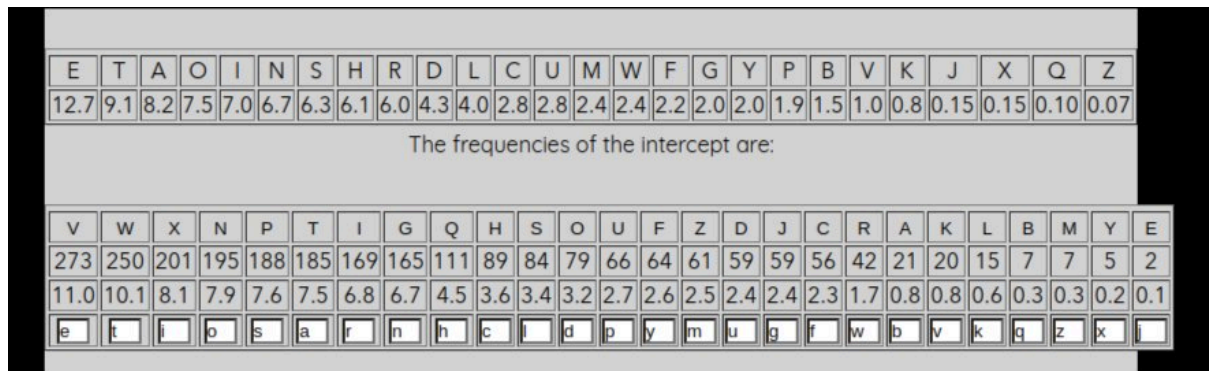 E T A O I N S H R D L C U M W F G Y P B V K J X Q Z
12.7 9.1 8.2 7.5 7.0 6.7 6.3 6.1 6.0 4.3 4.0 2.8 2.8 2.4 2.4 2.2 2.0 2.0 1.9 1.5 1.0 0.8 0.15 0.15 0.10 0.07
The frequencies of the intercept are:
V W X N P T I G Q H S O U F Z D J C R A K L B M Y E
273 250 201 195 188 185 169 165 111 89 84 79 66 64 61 59 59 56 42 21 20 15 7 7 5 2
11.0 10.1 8.1 7.9 7.6 7.5 6.8 6.7 4.5 3.6 3.4 3.2 2.7 2.6 2.5 2.4 2.4 2.3 1.7 0.8 0.8 0.6 0.3 0.3 0.2 0.1
e t i o s a r n h c l d p y m u g f w b v k q z x j